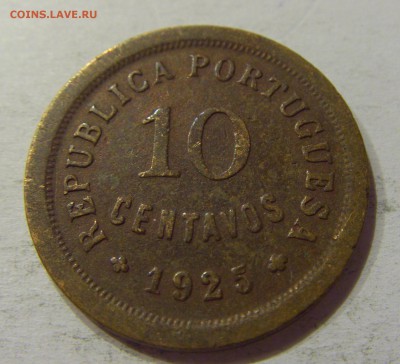 COINS.LAVE.RU
REPUBLICA PORTUGUESA
10
CENTAVOS
* 1925 *